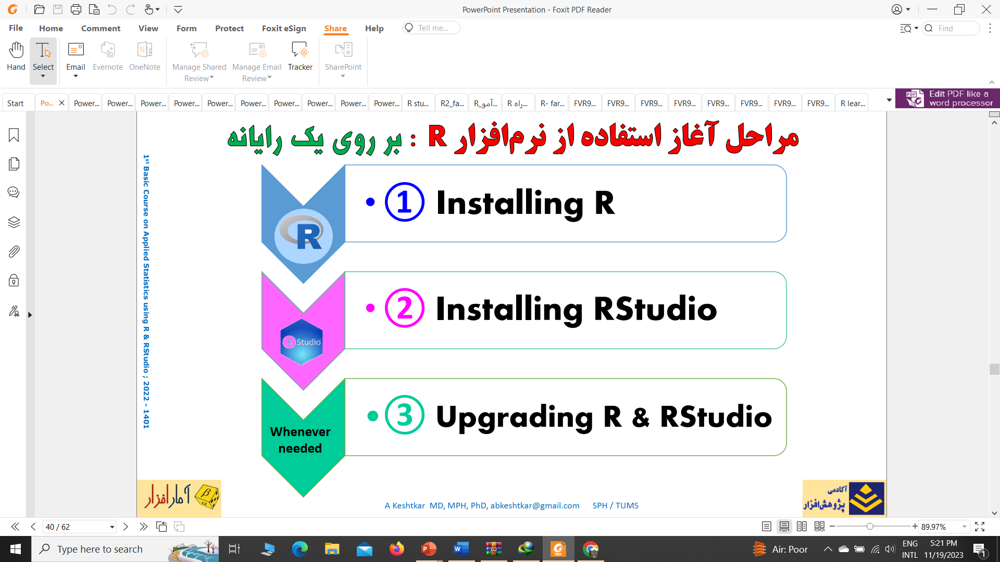 PowerPoint Presentation - Foxit PDF Reader
File Home Comment View Form Protect Foxit eSign Share Help Tell me... Find
Hand Select Email Evernote OneNote Manage Shared Review Manage Email Review Tracker SharePoint
Start Po... Power... Power... Power... Power... Power... Power... Power... Power... Power... Power... R stu... R2_fa... R_آمو... R راه... R- far... FVR9... FVR9... FVR9... FVR9... FVR9... FVR9... FVR9... FVR9... R lear...
Edit PDF like a
word processor
مراحل آغاز استفاده از نرم‌افزار R : بر روی یک رایانه
1st Basic Course on Applied Statistics using R & RStudio ; 2022 - 1401
R
• ① Installing R
R Studio
• ② Installing RStudio
Whenever
needed
• ③ Upgrading R & RStudio
آمارافزار
β α
A Keshtkar MD, MPH, PhD, abkeshtkar@gmail.com SPH / TUMS
آکادمی
پژوهش‌افزار
40 / 62
89.97%
Type here to search
Air: Poor
ENG
INTL
5:21 PM
11/19/2023
1